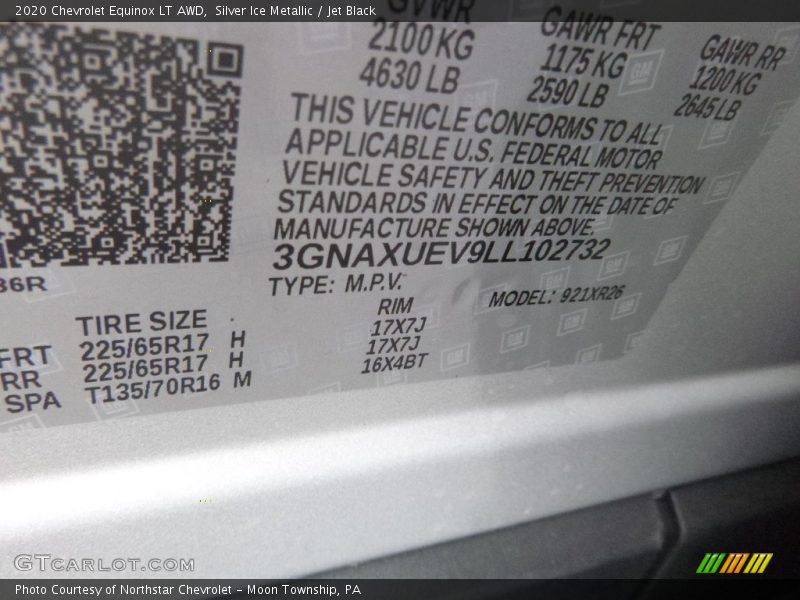 2020 Chevrolet Equinox LT AWD, Silver Ice Metallic / Jet Black
GVWR GAWR FRT GAWR RR
2100 KG 1175 KG 1200 KG
4630 LB 2590 LB 2645 LB
THIS VEHICLE CONFORMS TO ALL
APPLICABLE U.S. FEDERAL MOTOR
VEHICLE SAFETY AND THEFT PREVENTION
STANDARDS IN EFFECT ON THE DATE OF
MANUFACTURE SHOWN ABOVE.
3GNAXUEV9LL102732
TYPE: M.P.V. MODEL: 921XR26
36R
TIRE SIZE RIM
FRT 225/65R17 H 17X7J
RR 225/65R17 H 17X7J
SPA T135/70R16 M 16X4BT
GTCARLOT.COM
Photo Courtesy of Northstar Chevrolet - Moon Township, PA